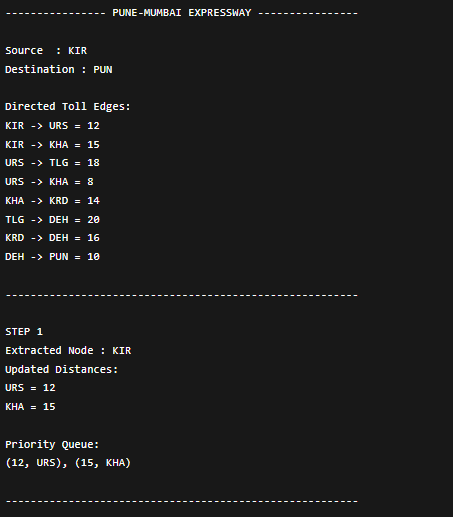 ---------------- PUNE-MUMBAI EXPRESSWAY ----------------
Source  : KIR
Destination : PUN
Directed Toll Edges:
KIR -> URS = 12
KIR -> KHA = 15
URS -> TLG = 18
URS -> KHA = 8
KHA -> KRD = 14
TLG -> DEH = 20
KRD -> DEH = 16
DEH -> PUN = 10
--------------------------------------------------------
STEP 1
Extracted Node : KIR
Updated Distances:
URS = 12
KHA = 15
Priority Queue:
(12, URS), (15, KHA)
--------------------------------------------------------